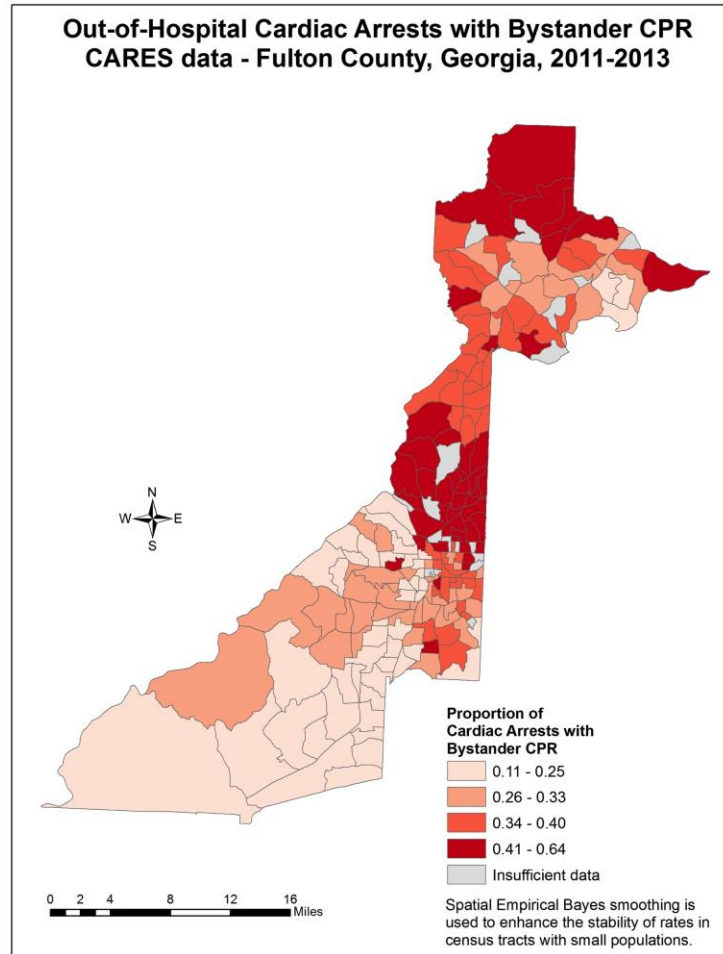 Out-of-Hospital Cardiac Arrests with Bystander CPR
CARES data - Fulton County, Georgia, 2011-2013
N
W E
S
Proportion of
Cardiac Arrests with
Bystander CPR
0.11 - 0.25
0.26 - 0.33
0.34 - 0.40
0.41 - 0.64
Insufficient data
0 2 4 8 12 16
Miles
Spatial Empirical Bayes smoothing is
used to enhance the stability of rates in
census tracts with small populations.